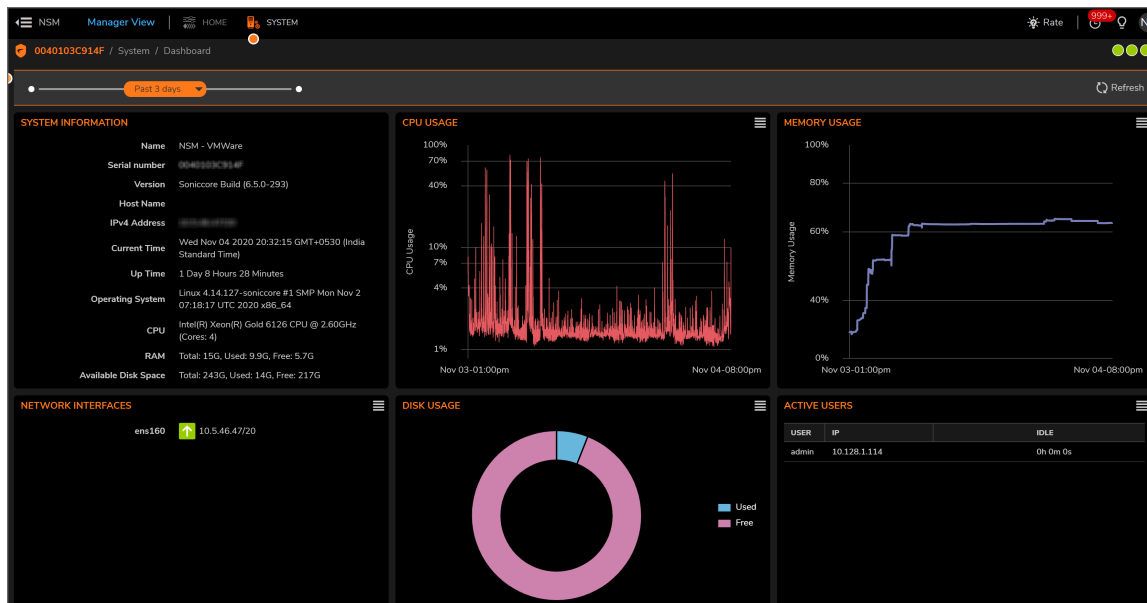 NSM Manager View HOME SYSTEM Rate 999+ N
0040103C914F / System / Dashboard
Past 3 days Refresh
SYSTEM INFORMATION
Name NSM - VMWare
Serial number
Version Soniccore Build (6.5.0-293)
Host Name
IPv4 Address
Current Time Wed Nov 04 2020 20:32:15 GMT+0530 (India
Standard Time)
Up Time 1 Day 8 Hours 28 Minutes
Operating System Linux 4.14.127-soniccore #1 SMP Mon Nov 2
07:18:17 UTC 2020 x86_64
CPU Intel(R) Xeon(R) Gold 6126 CPU @ 2.60GHz
(Cores: 4)
RAM Total: 15G, Used: 9.9G, Free: 5.7G
Available Disk Space Total: 243G, Used: 14G, Free: 217G
CPU USAGE
100%
70%
40%
10%
7%
4%
1%
CPU Usage
Nov 03-01:00pm Nov 04-08:00pm
MEMORY USAGE
100%
80%
60%
40%
0%
Memory Usage
Nov 03-01:00pm Nov 04-08:00pm
NETWORK INTERFACES
ens160 10.5.46.47/20
DISK USAGE
Used
Free
ACTIVE USERS
USER IP IDLE
admin 10.128.1.114 0h 0m 0s